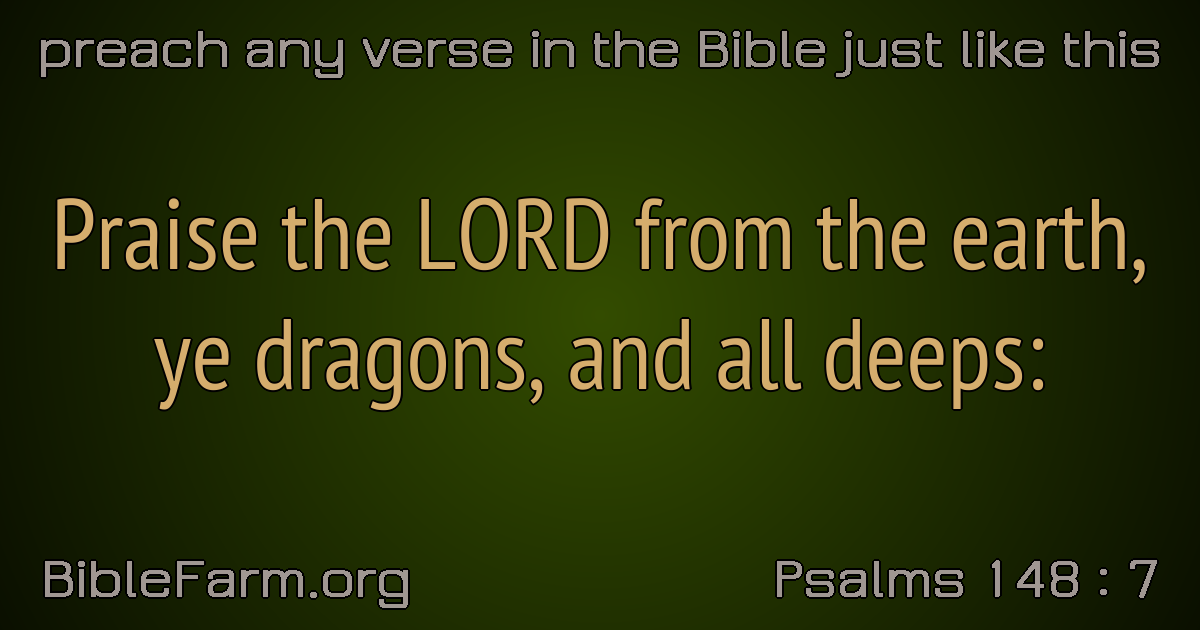 preach any verse in the Bible just like this
Praise the LORD from the earth,
ye dragons, and all deeps:
BibleFarm.org
Psalms 148 : 7